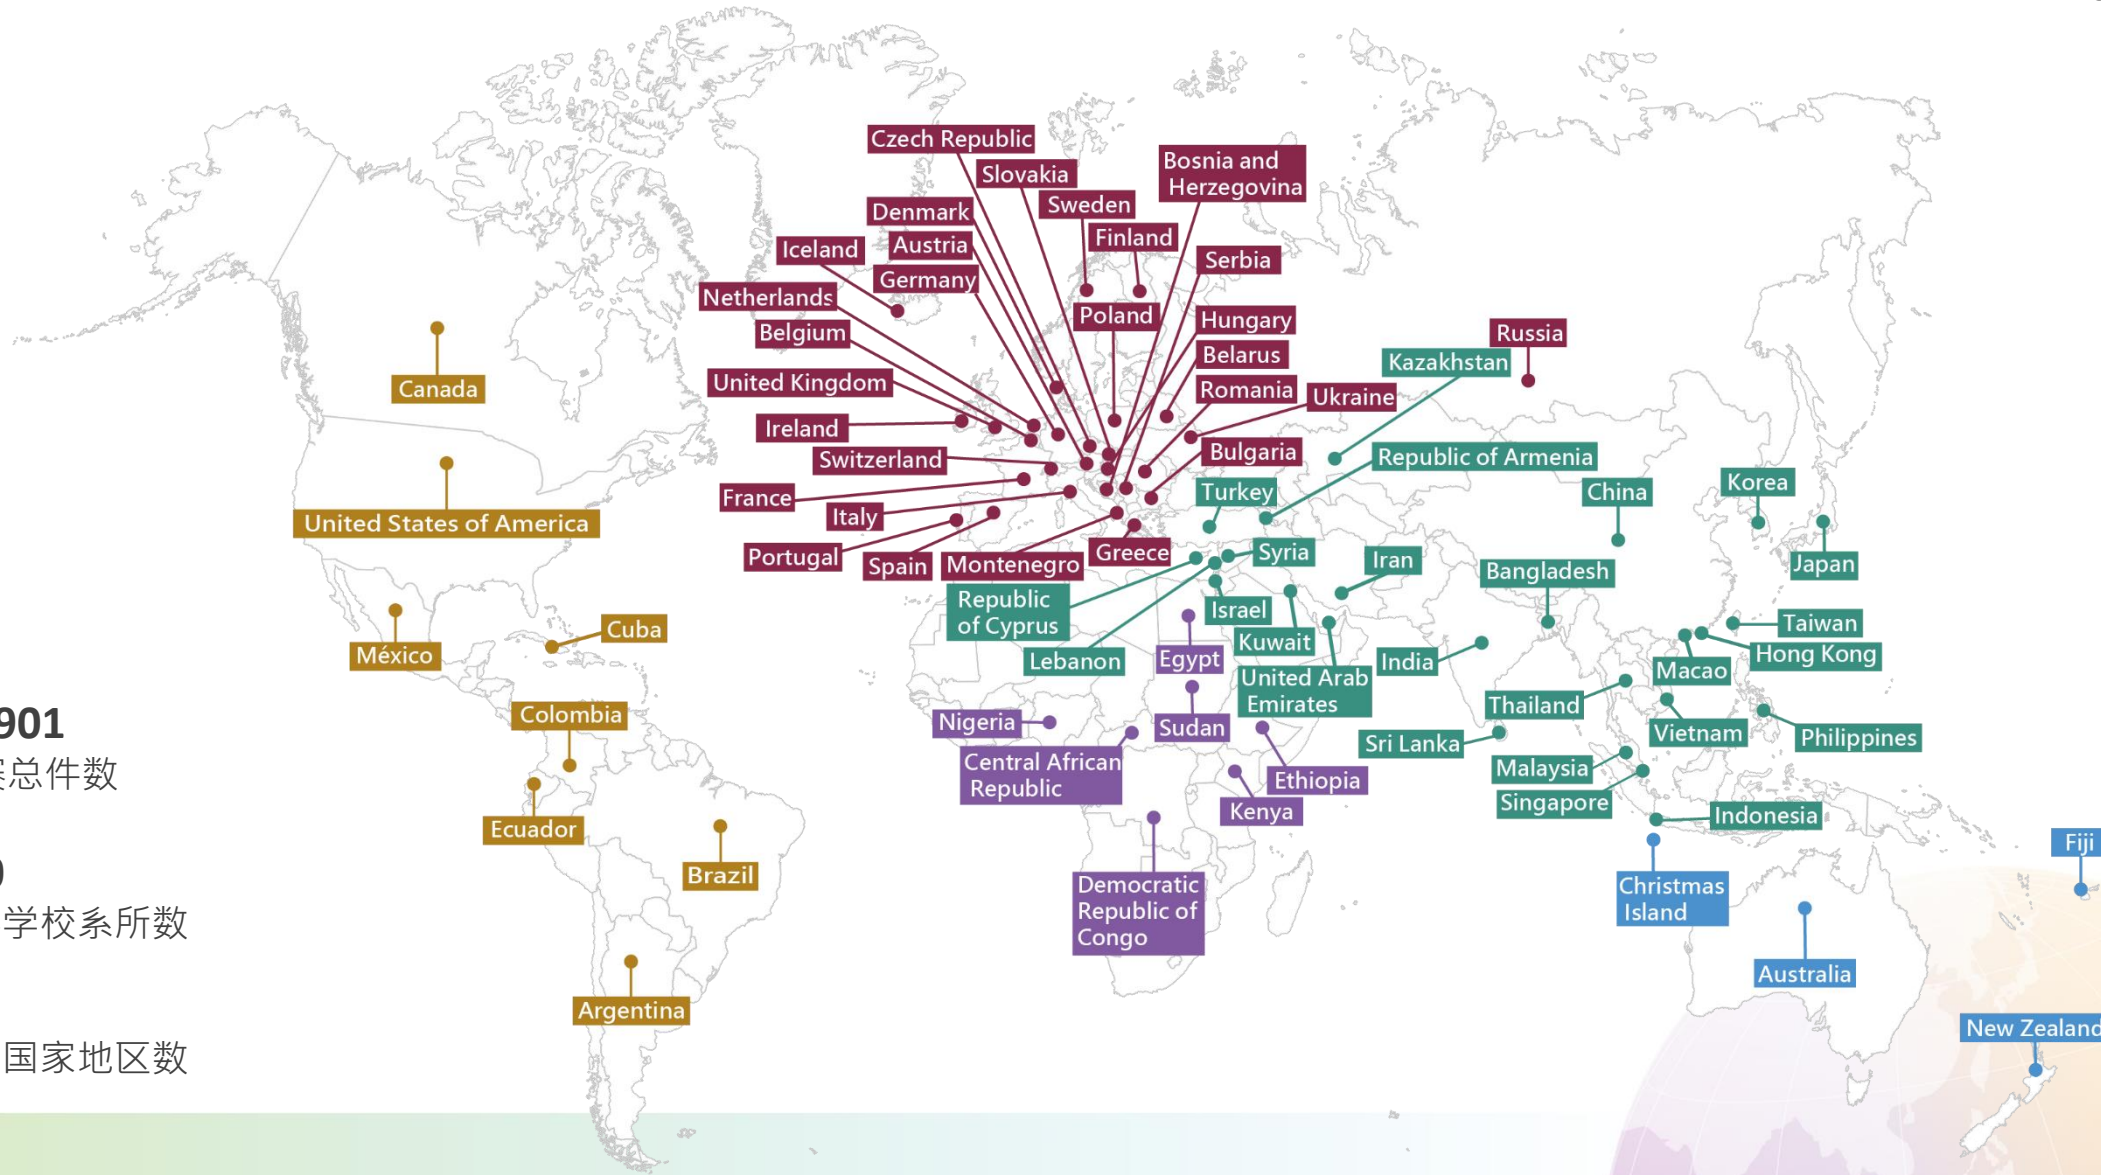 Czech Republic
Slovakia
Bosnia and
Herzegovina
Denmark
Sweden
Iceland
Austria
Finland
Germany
Serbia
Netherlands
Poland
Hungary
Belgium
Belarus
Russia
Kazakhstan
United Kingdom
Romania
Ukraine
Canada
Ireland
Switzerland
Bulgaria
Republic of Armenia
France
Italy
Turkey
China
Korea
United States of America
Portugal
Spain
Montenegro
Greece
Syria
Iran
Bangladesh
Japan
Republic
of Cyprus
Israel
Cuba
Taiwan
México
Lebanon
Egypt
Kuwait
India
Macao
Hong Kong
United Arab
Emirates
Colombia
Nigeria
Sudan
Thailand
Vietnam
Philippines
901
总件数
Central African
Republic
Sri Lanka
Malaysia
Ethiopia
Singapore
Kenya
Indonesia
Ecuador
Brazil
Fiji
Democratic
Republic of
Congo
Christmas
Island
学校系所数
Australia
Argentina
New Zealand
国家地区数